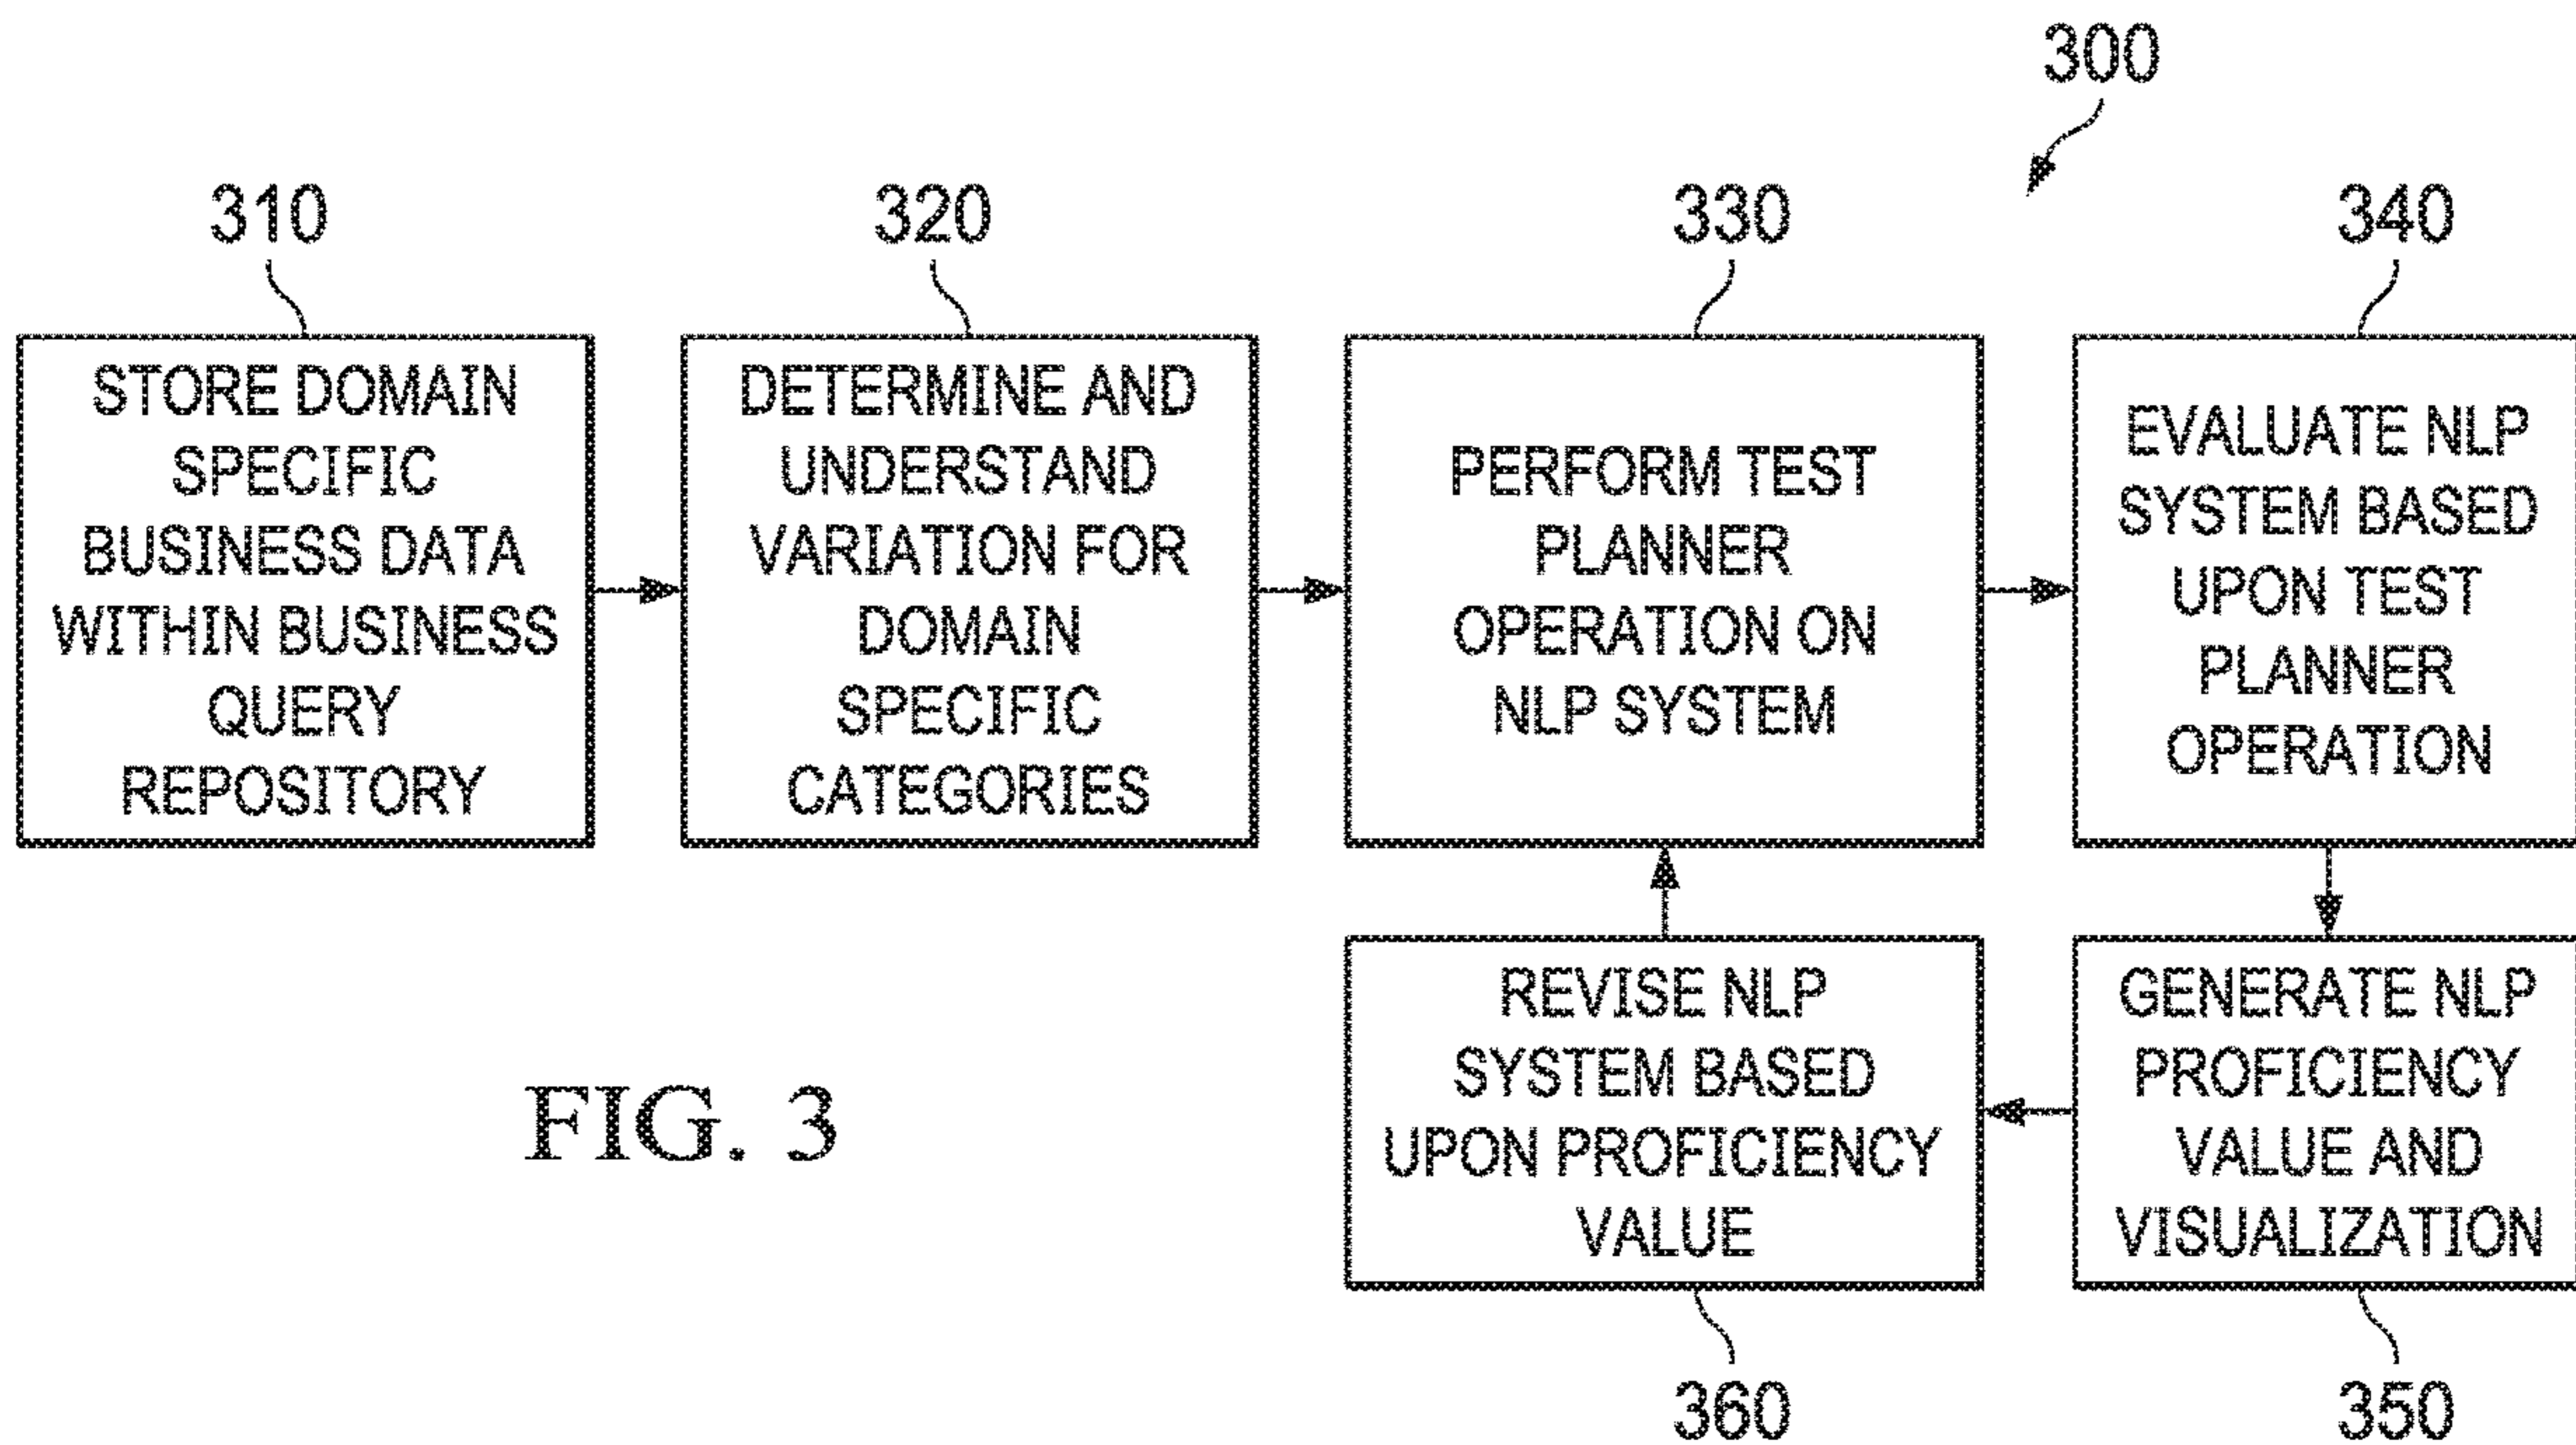 300
310
320
330
340
STORE DOMAIN
SPECIFIC
BUSINESS DATA
WITHIN BUSINESS
QUERY
REPOSITORY
DETERMINE AND
UNDERSTAND
VARIATION FOR
DOMAIN
SPECIFIC
CATEGORIES
PERFORM TEST
PLANNER
OPERATION ON
NLP SYSTEM
EVALUATE NLP
SYSTEM BASED
UPON TEST
PLANNER
OPERATION
GENERATE NLP
PROFICIENCY
VALUE AND
VISUALIZATION
REVISE NLP
SYSTEM BASED
UPON PROFICIENCY
VALUE
360
350
FIG. 3